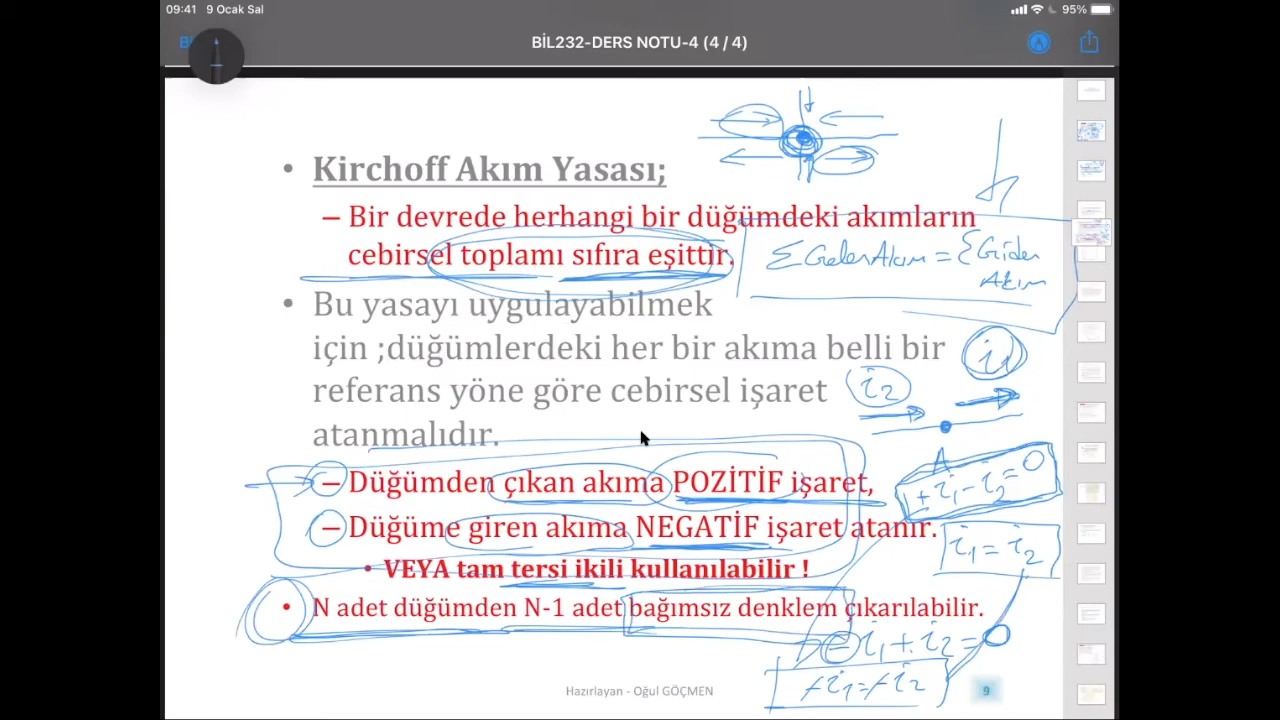 09:41 9 Ocak Sal
95%
BİL232-DERS NOTU-4 (4 / 4)
• Kirchoff Akım Yasası;
– Bir devrede herhangi bir düğümdeki akımların
cebirsel toplamı sıfıra eşittir.
Σ Gelen Akım = Σ Giden
Akım
• Bu yasayı uygulayabilmek
için ;düğümlerdeki her bir akıma belli bir
referans yöne göre cebirsel işaret
atanmalıdır.
i1
i2
A
+i1-i2=0
– Düğümden çıkan akıma POZİTİF işaret,
– Düğüme giren akıma NEGATİF işaret atanır.
i1=i2
• VEYA tam tersi ikili kullanılabilir !
• N adet düğümden N-1 adet bağımsız denklem çıkarılabilir.
-i1+i2=0
-i1=-i2
Hazırlayan - Oğul GÖÇMEN
9